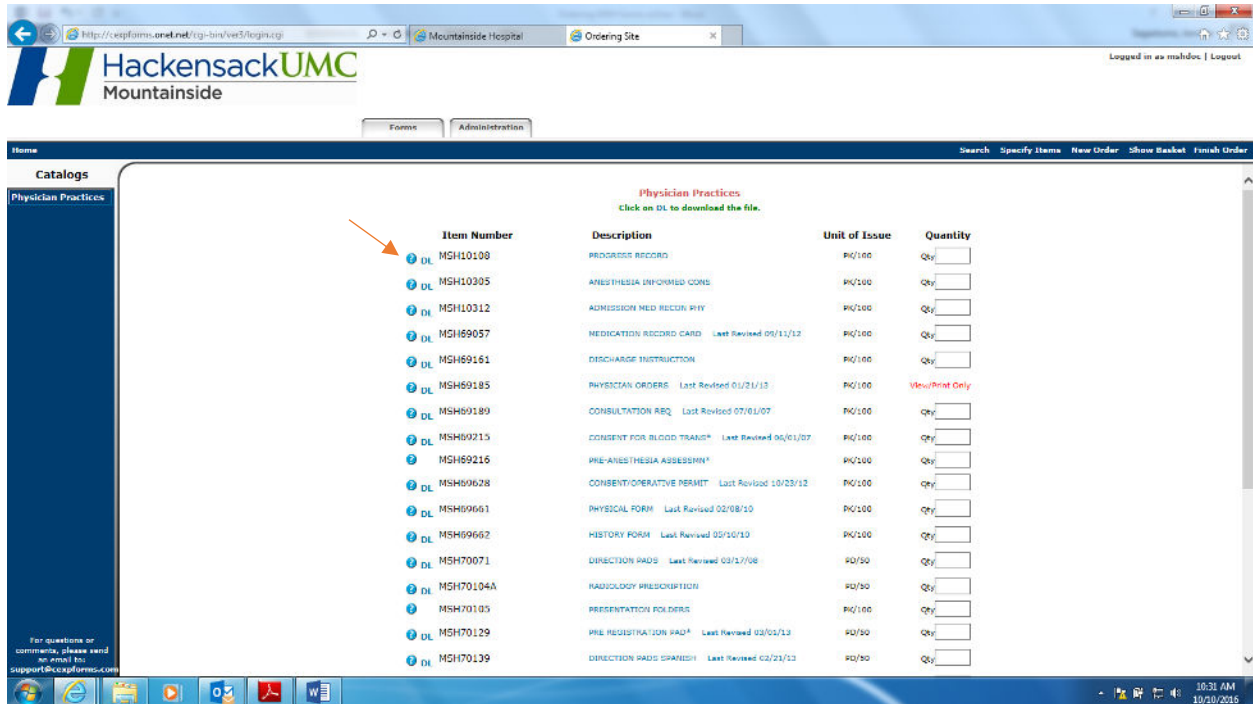 http://cexpforms.onel.net/cgi-bin/ver3/login.cgi
Mountainside Hospital
Ordering Site
HackensackUMC
Mountainside
Logged in as mshdoc | Logout
Forms Administration
Home Search Specify Items New Order Show Basket Finish Order
Catalogs
Physician Practices
Physician Practices
Click on DL to download the file.
Item Number Description Unit of Issue Quantity
DL MSH10108 PROGRESS RECORD PK/100 Qty
DL MSH10305 ANESTHESIA INFORMED CONS PK/100 Qty
DL MSH10312 ADMISSION MED RECON PHY PK/100 Qty
DL MSH69057 MEDICATION RECORD CARD Last Revised 09/11/12 PK/100 Qty
DL MSH69161 DISCHARGE INSTRUCTION PK/100 Qty
DL MSH69185 PHYSICIAN ORDERS Last Revised 01/21/13 PK/100 View/Print Only
DL MSH69189 CONSULTATION REQ Last Revised 07/01/07 PK/100 Qty
DL MSH69215 CONSENT FOR BLOOD TRANS* Last Revised 06/01/07 PK/100 Qty
MSH69216 PRE-ANESTHESIA ASSESSMN* PK/100 Qty
DL MSH69628 CONSENT/OPERATIVE PERMIT Last Revised 10/23/12 PK/100 Qty
DL MSH69661 PHYSICAL FORM Last Revised 02/08/10 PK/100 Qty
DL MSH69662 HISTORY FORM Last Revised 05/10/10 PK/100 Qty
DL MSH70071 DIRECTION PADS Last Revised 03/17/08 PD/50 Qty
DL MSH70104A RADIOLOGY PRESCRIPTION PD/50 Qty
MSH70105 PRESENTATION FOLDERS PK/100 Qty
DL MSH70129 PRE REGISTRATION PAD* Last Revised 03/01/13 PD/50 Qty
DL MSH70139 DIRECTION PADS SPANISH Last Revised 02/21/13 PD/50 Qty
For questions or
comments, please send
an email to:
support@cexpforms.com
10:31 AM
10/10/2016